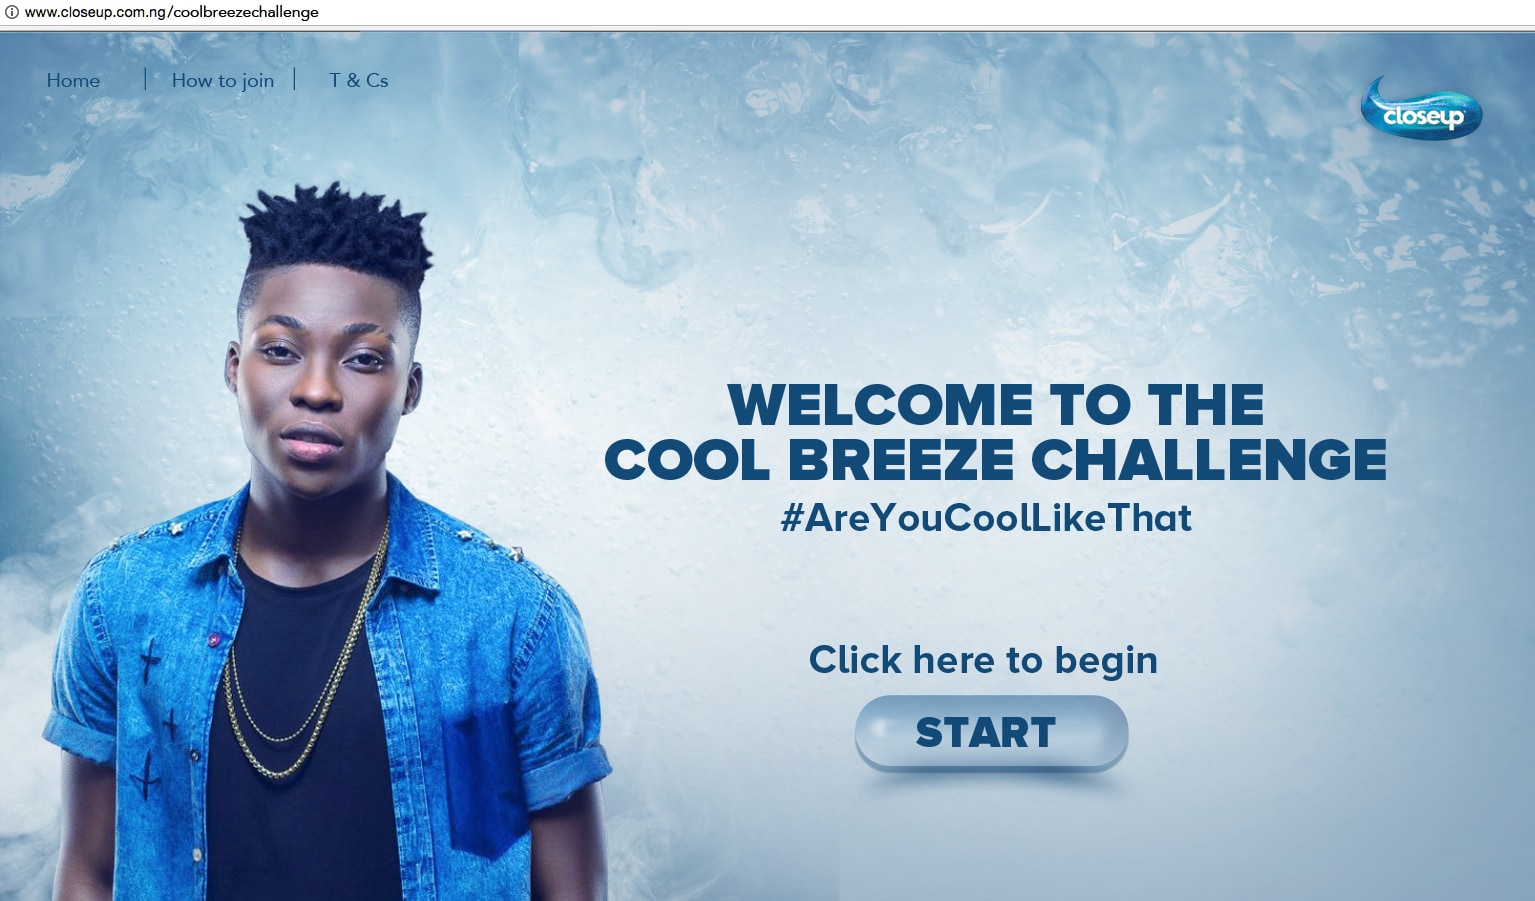 www.closeup.com.ng/coolbreezechallenge
Home | How to join | T & Cs
closeup
WELCOME TO THE
COOL BREEZE CHALLENGE
#AreYouCoolLikeThat
Click here to begin
START